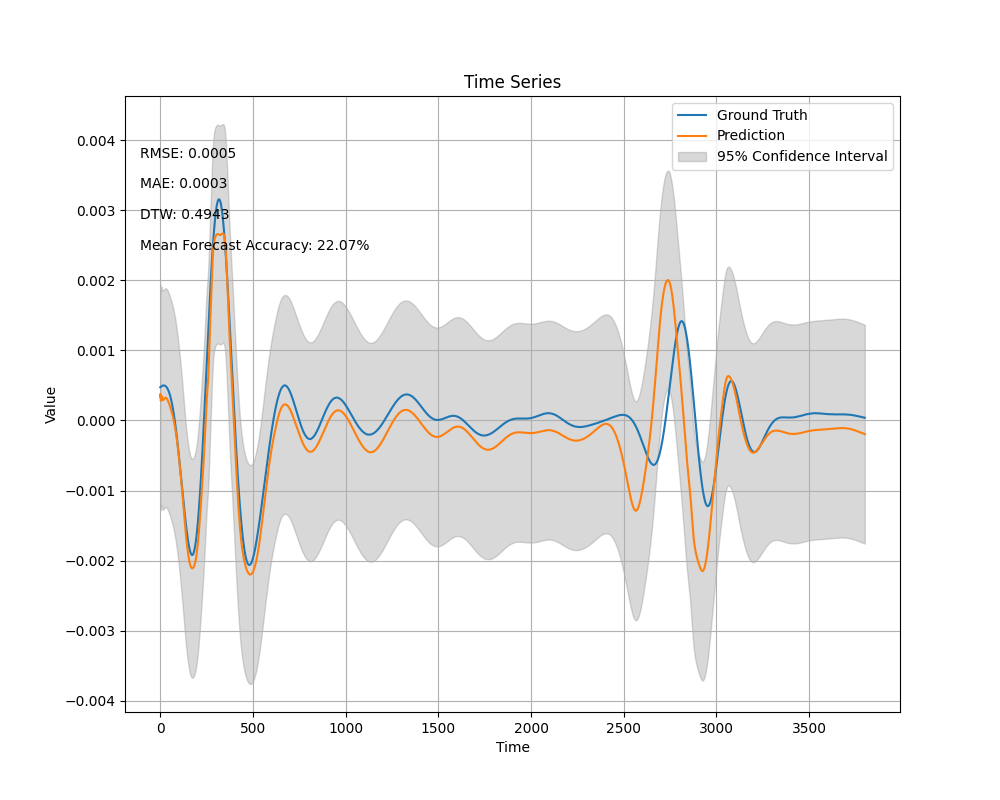 Time Series
Ground Truth
Prediction
95% Confidence Interval
RMSE: 0.0005
MAE: 0.0003
DTW: 0.4943
Mean Forecast Accuracy: 22.07%
Value
0.004
0.003
0.002
0.001
0.000
−0.001
−0.002
−0.003
−0.004
0 500 1000 1500 2000 2500 3000 3500
Time